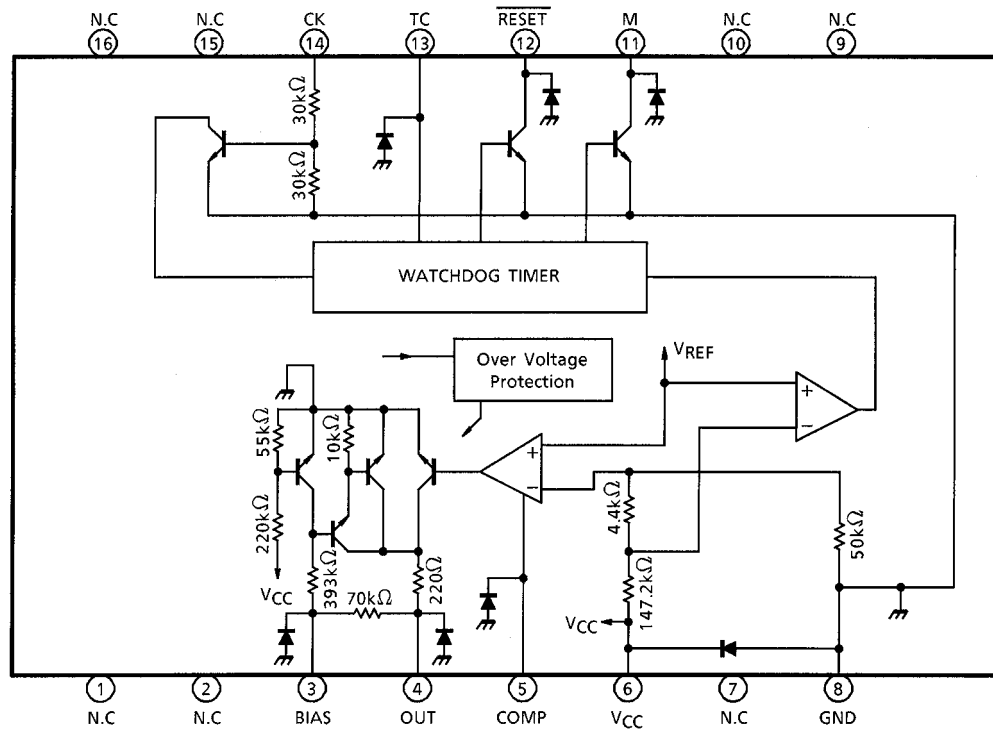 N.C N.C CK TC RESET M N.C N.C
16 15 14 13 12 11 10 9
30kΩ
30kΩ
WATCHDOG TIMER
Over Voltage
Protection
VREF
+
−
55kΩ
10kΩ
+
−
220kΩ
4.4kΩ
50kΩ
393kΩ
220Ω
147.2kΩ
VCC
70kΩ
VCC
1 2 3 4 5 6 7 8
N.C N.C BIAS OUT COMP VCC N.C GND